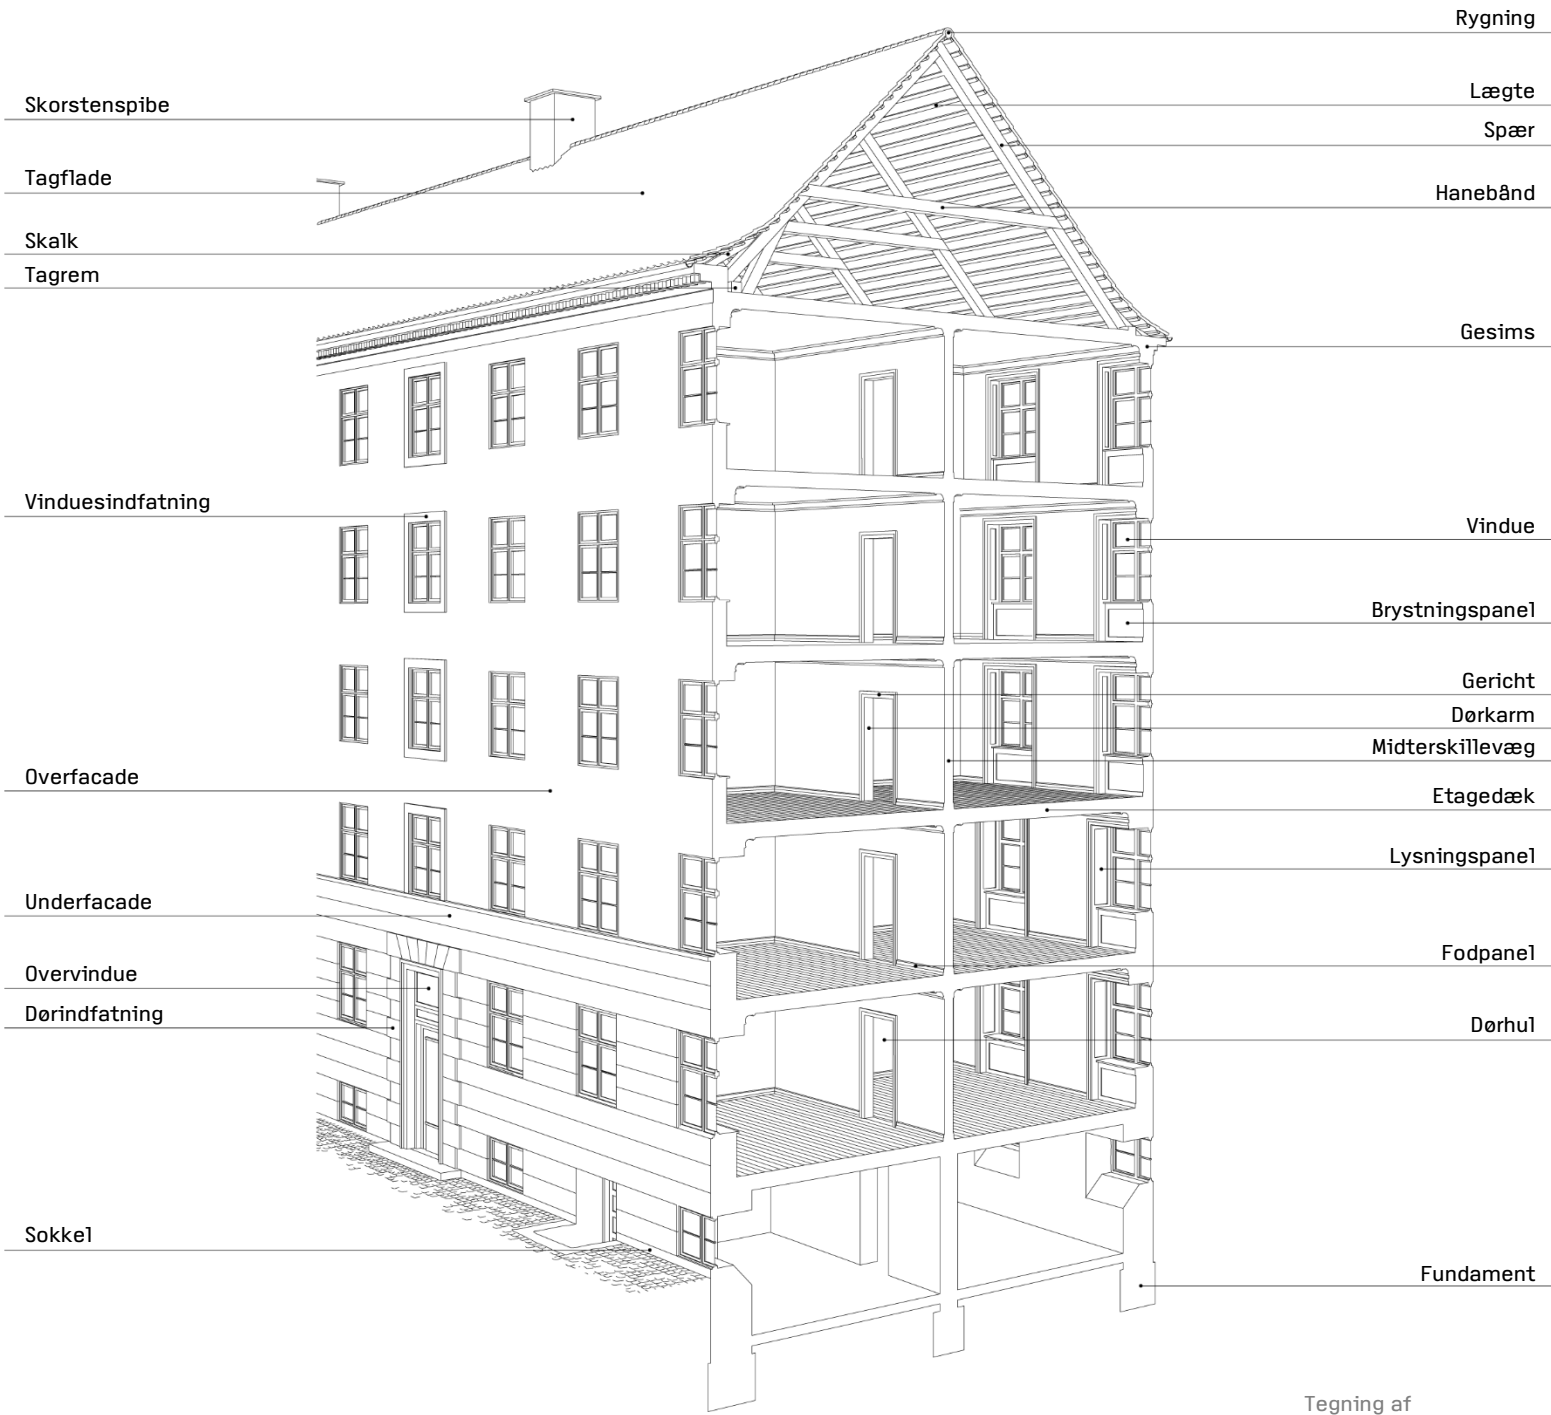 Skorstenspibe
Tagflade
Skalk
Tagrem
Vinduesindfatning
Overfacade
Underfacade
Overvindue
Dørindfatning
Sokkel
Rygning
Lægte
Spær
Hanebånd
Gesims
Vindue
Brystningspanel
Gericht
Dørkarm
Midterskillevæg
Etagedæk
Lysningspanel
Fodpanel
Dørhul
Fundament
Tegning af